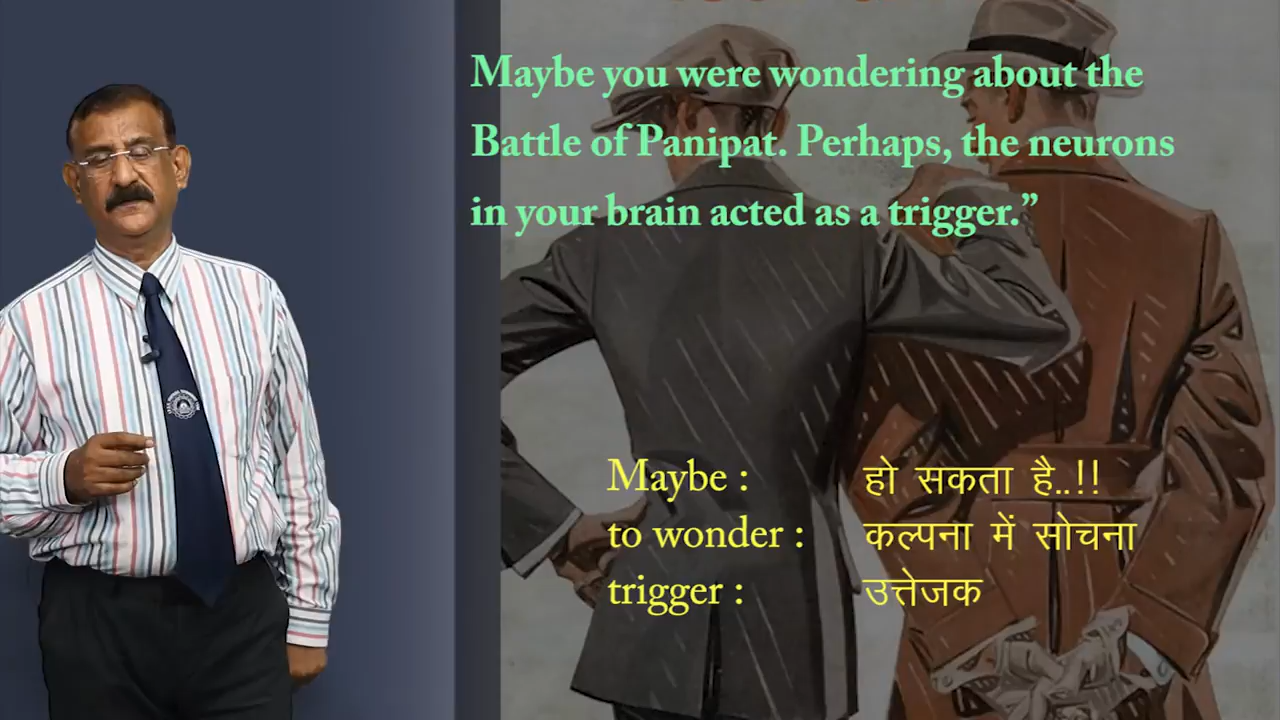 Maybe you were wondering about the
Battle of Panipat. Perhaps, the neurons
in your brain acted as a trigger.”
Maybe : हो सकता है..!!
to wonder : कल्पना में सोचना
trigger : उत्तेजक